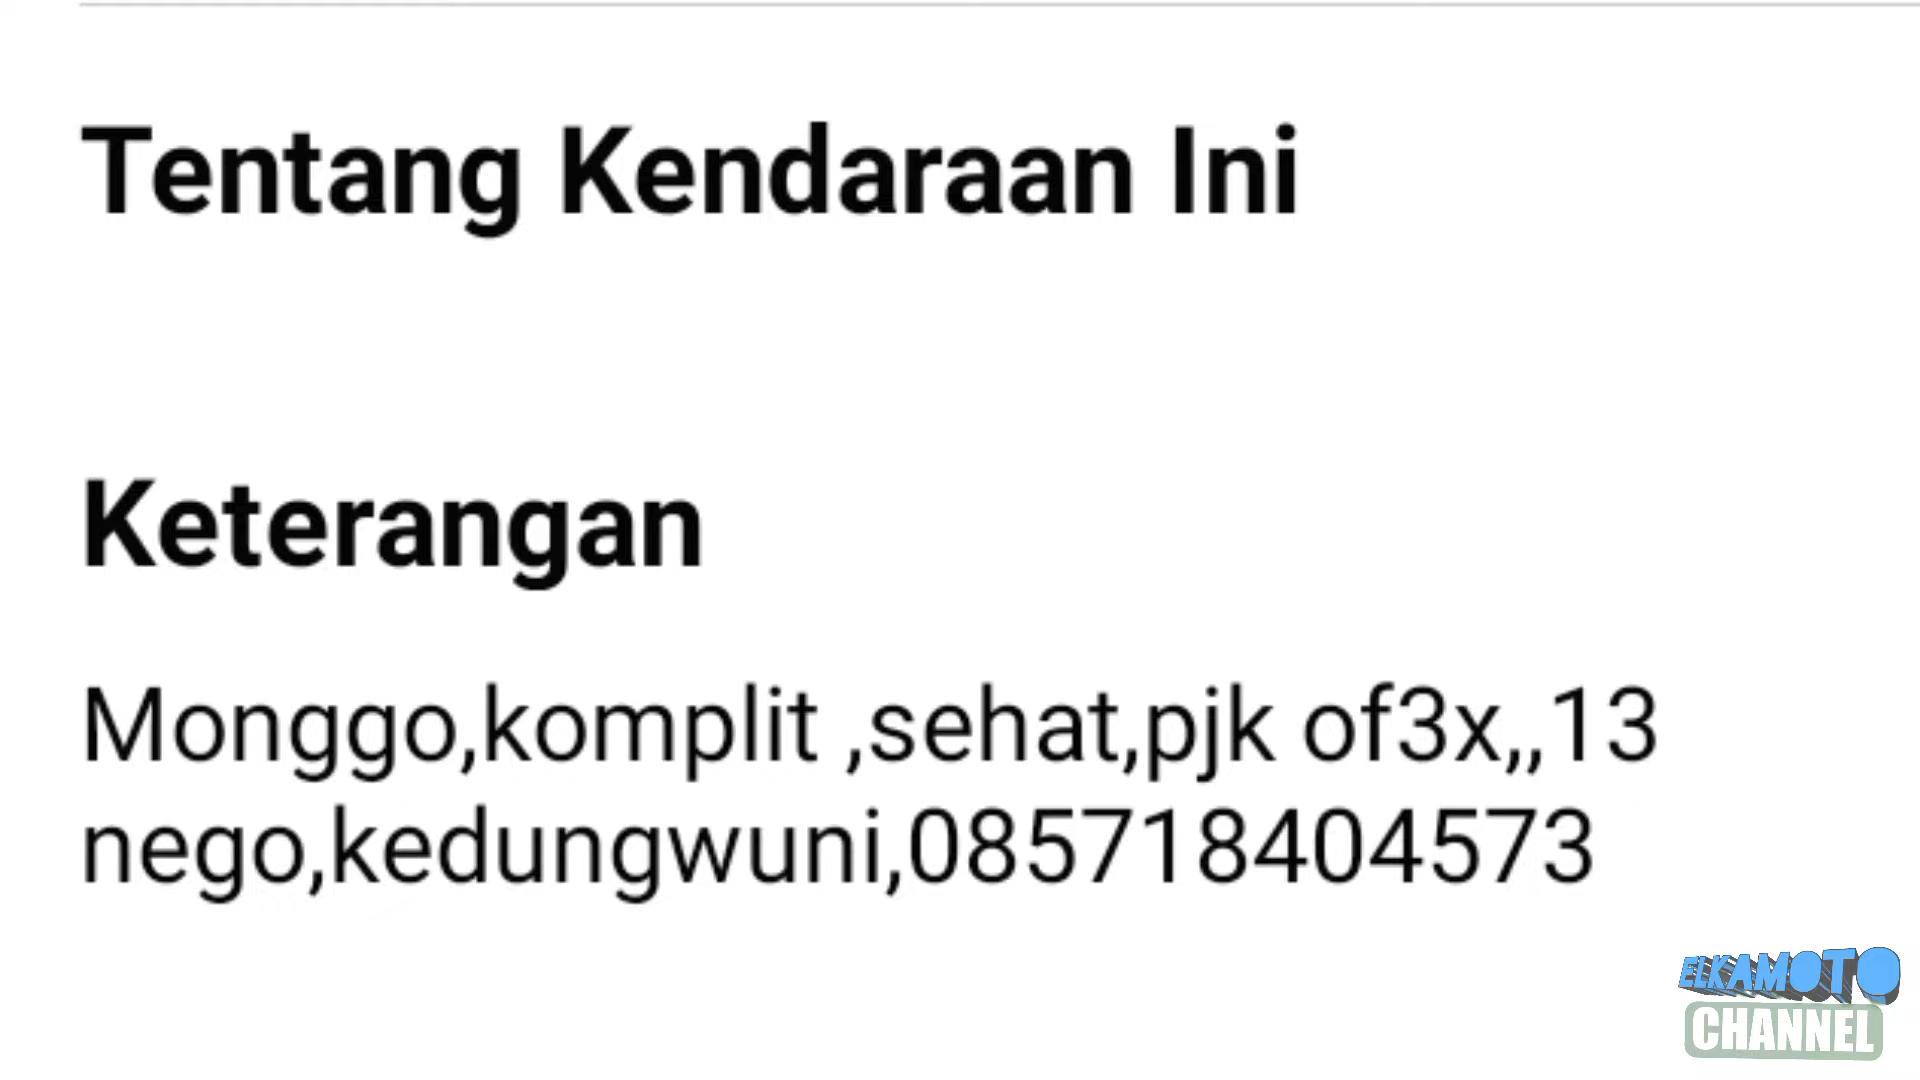 Tentang Kendaraan Ini
Keterangan
Monggo,komplit ,sehat,pjk of3x,,13
nego,kedungwuni,085718404573
ELKAMOTO
CHANNEL